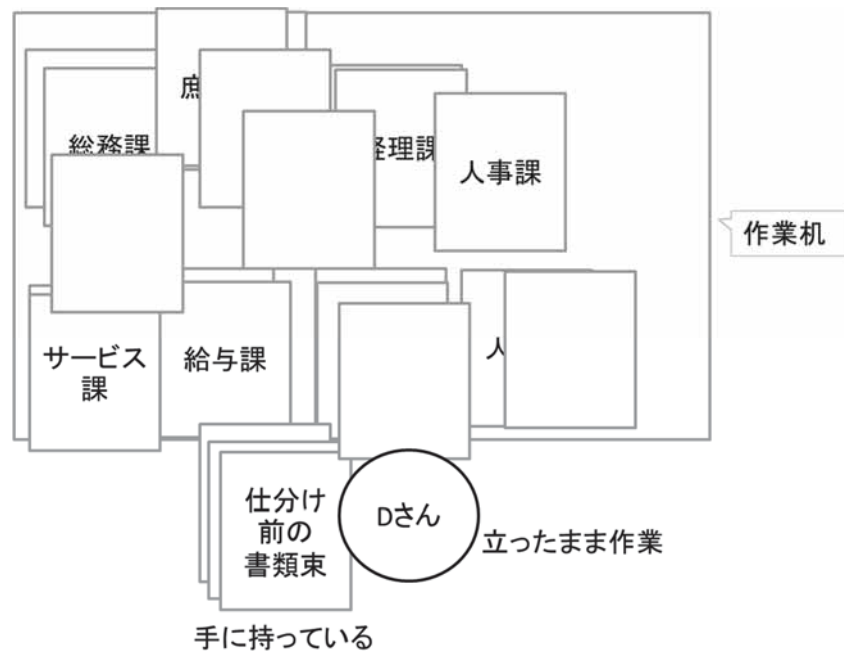 庶
総務課
経理課
人事課
作業机
サービス
課
給与課
人
仕分け
前の
書類束
Dさん
立ったまま作業
手に持っている